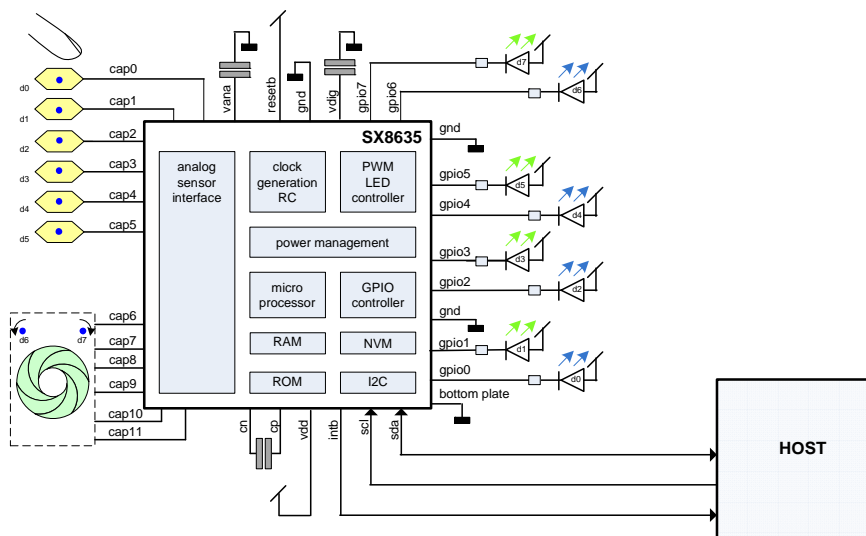 d0
cap0
d1
cap1
d2
cap2
d3
cap3
d4
cap4
d5
cap5
d6
d7
cap6
cap7
cap8
cap9
cap10
cap11
vana
resetb
gnd
vdig
gpio7
gpio6
SX8635
analog
sensor
interface
clock
generation
RC
PWM
LED
controller
power management
micro
processor
GPIO
controller
RAM
NVM
ROM
I2C
d7
d6
gnd
gpio5
d5
gpio4
d4
gpio3
d3
gpio2
d2
gnd
gpio1
d1
gpio0
d0
bottom plate
cn
cp
vdd
intb
scl
sda
HOST